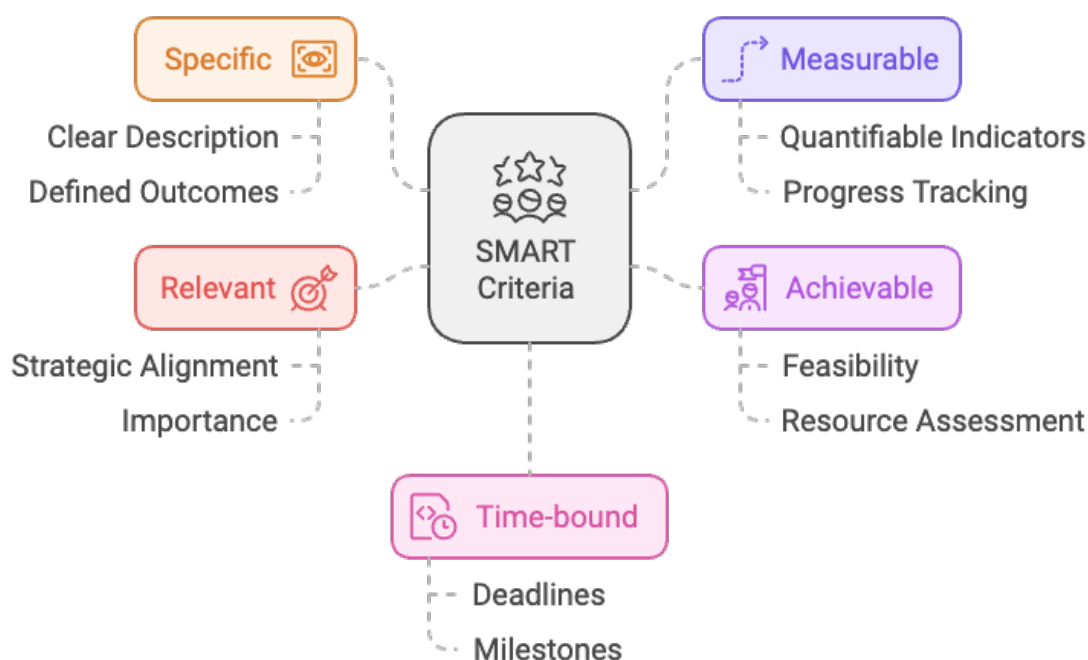 Specific
Clear Description
Defined Outcomes
Measurable
Quantifiable Indicators
Progress Tracking
SMART
Criteria
Relevant
Strategic Alignment
Importance
Achievable
Feasibility
Resource Assessment
Time-bound
Deadlines
Milestones